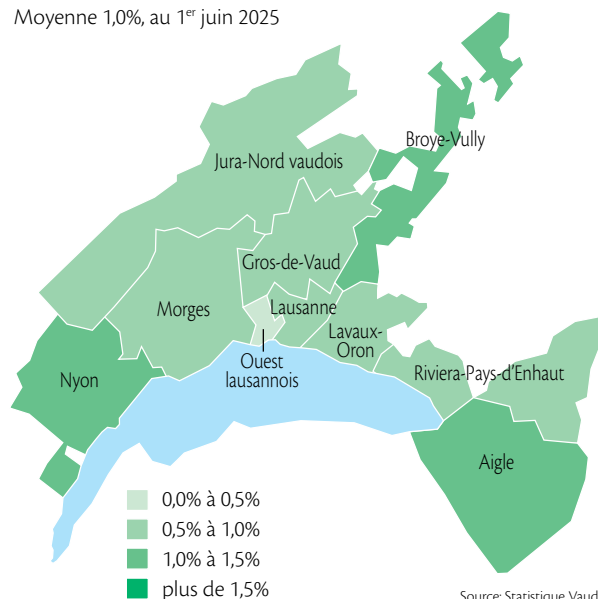 Moyenne 1,0%, au 1er juin 2025
Broye-Vully
Jura-Nord vaudois
Gros-de-Vaud
Morges
Lausanne
Lavaux-
Oron
Ouest
lausannois
Riviera-Pays-d'Enhaut
Nyon
Aigle
0,0% à 0,5%
0,5% à 1,0%
1,0% à 1,5%
plus de 1,5%
Source: Statistique Vaud